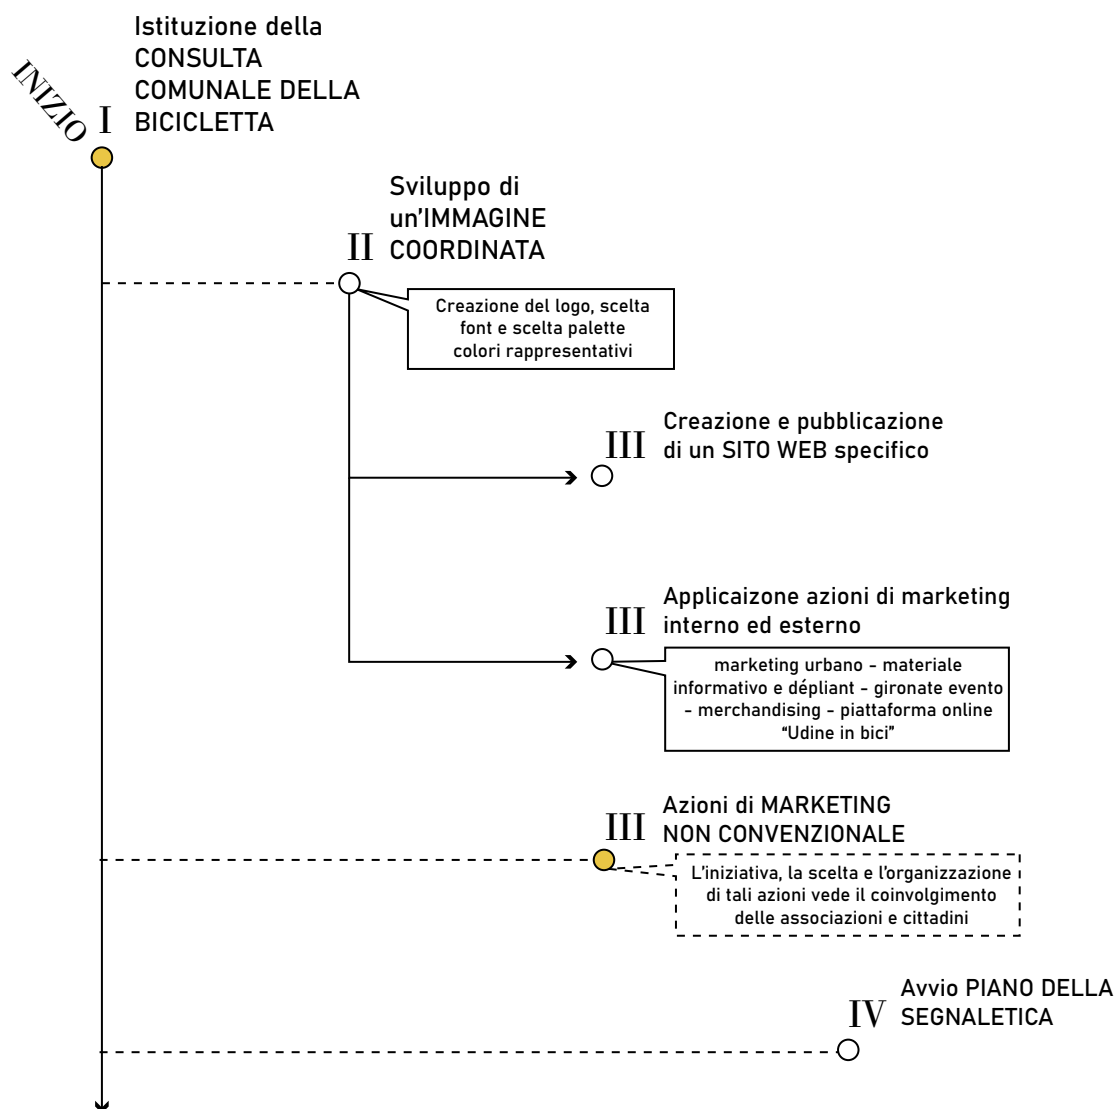 INIZIO
I
Istituzione della
CONSULTA
COMUNALE DELLA
BICICLETTA
II
Sviluppo di
un'IMMAGINE
COORDINATA
Creazione del logo, scelta
font e scelta palette
colori rappresentativi
III
Creazione e pubblicazione
di un SITO WEB specifico
III
Applicaizone azioni di marketing
interno ed esterno
marketing urbano - materiale
informativo e dépliant - gironate evento
- merchandising - piattaforma online
“Udine in bici”
III
Azioni di MARKETING
NON CONVENZIONALE
L'iniziativa, la scelta e l'organizzazione
di tali azioni vede il coinvolgimento
delle associazioni e cittadini
IV
Avvio PIANO DELLA
SEGNALETICA